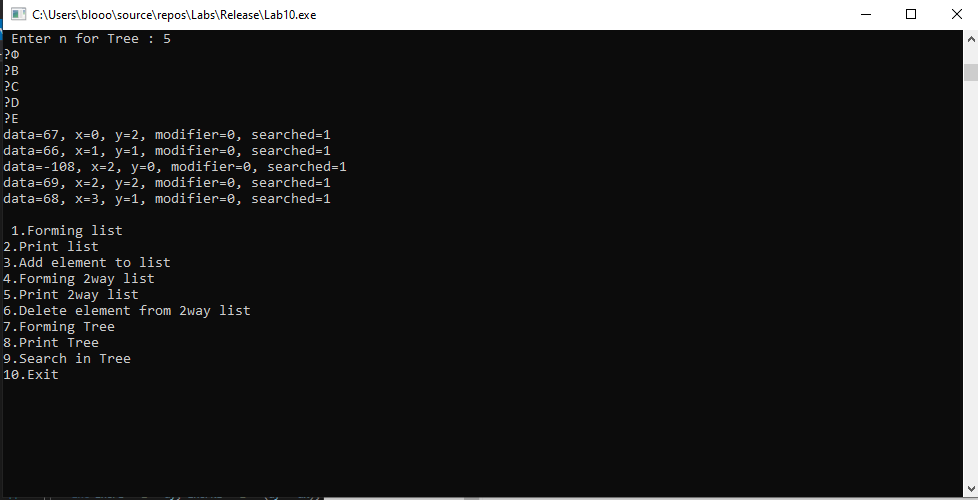 C:\Users\blooo\source\repos\Labs\Release\Lab10.exe
Enter n for Tree : 5
?Ф
?B
?C
?D
?E
data=67, x=0, y=2, modifier=0, searched=1
data=66, x=1, y=1, modifier=0, searched=1
data=-108, x=2, y=0, modifier=0, searched=1
data=69, x=2, y=2, modifier=0, searched=1
data=68, x=3, y=1, modifier=0, searched=1
1.Forming list
2.Print list
3.Add element to list
4.Forming 2way list
5.Print 2way list
6.Delete element from 2way list
7.Forming Tree
8.Print Tree
9.Search in Tree
10.Exit